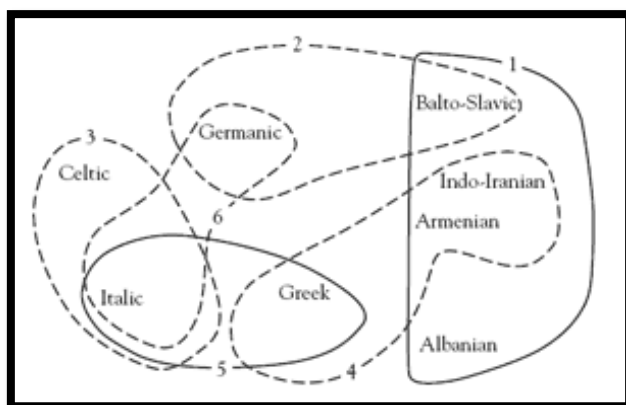 2
1
Balto-Slavic
Germanic
3
Celtic
Indo-Iranian
6
Armenian
Italic
Greek
Albanian
5
4